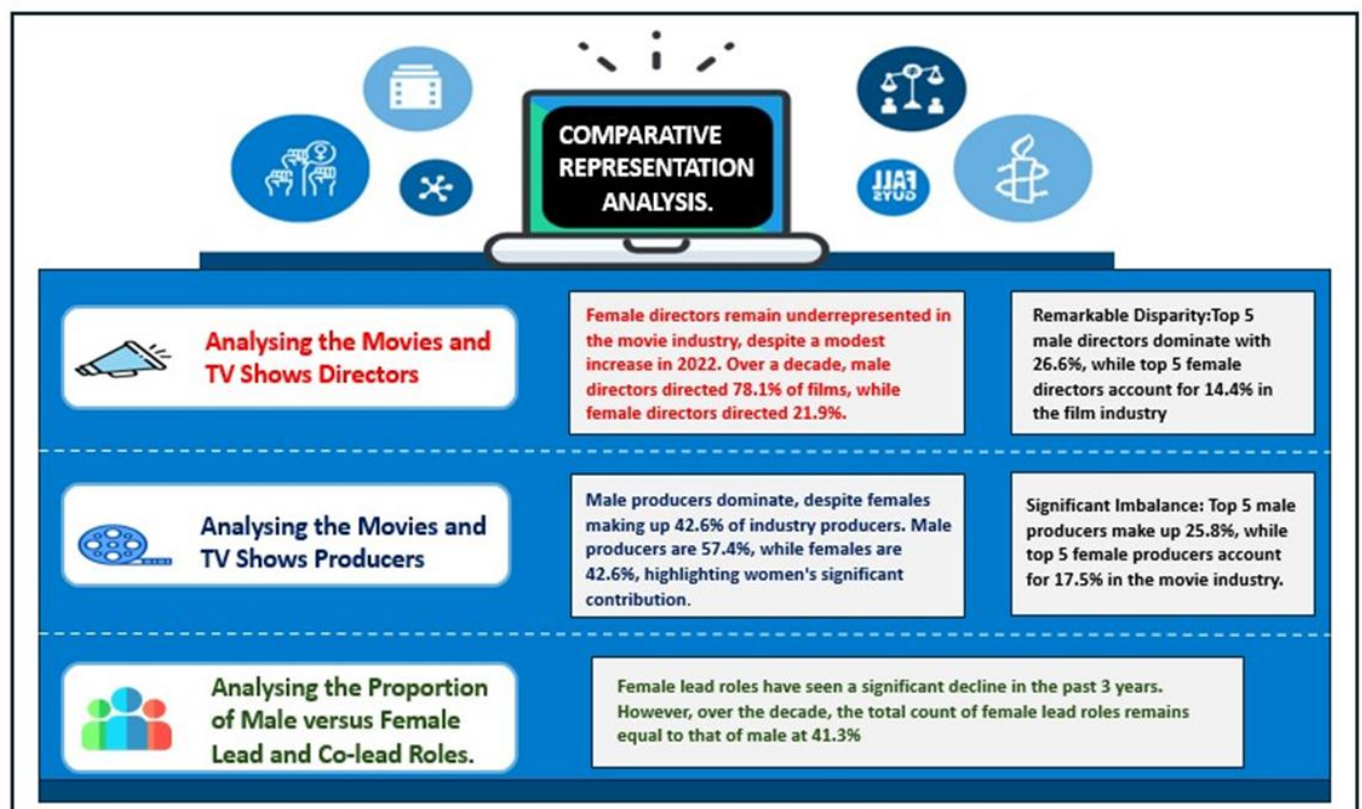 COMPARATIVE
REPRESENTATION
ANALYSIS.
FALL
GUYS
Analysing the Movies and
TV Shows Directors
Female directors remain underrepresented in
the movie industry, despite a modest
increase in 2022. Over a decade, male
directors directed 78.1% of films, while
female directors directed 21.9%.
Remarkable Disparity:Top 5
male directors dominate with
26.6%, while top 5 female
directors account for 14.4% in
the film industry
Analysing the Movies and
TV Shows Producers
Male producers dominate, despite females
making up 42.6% of industry producers. Male
producers are 57.4%, while females are
42.6%, highlighting women's significant
contribution.
Significant Imbalance: Top 5 male
producers make up 25.8%, while
top 5 female producers account
for 17.5% in the movie industry.
Analysing the Proportion
of Male versus Female
Lead and Co-lead Roles.
Female lead roles have seen a significant decline in the past 3 years.
However, over the decade, the total count of female lead roles remains
equal to that of male at 41.3%